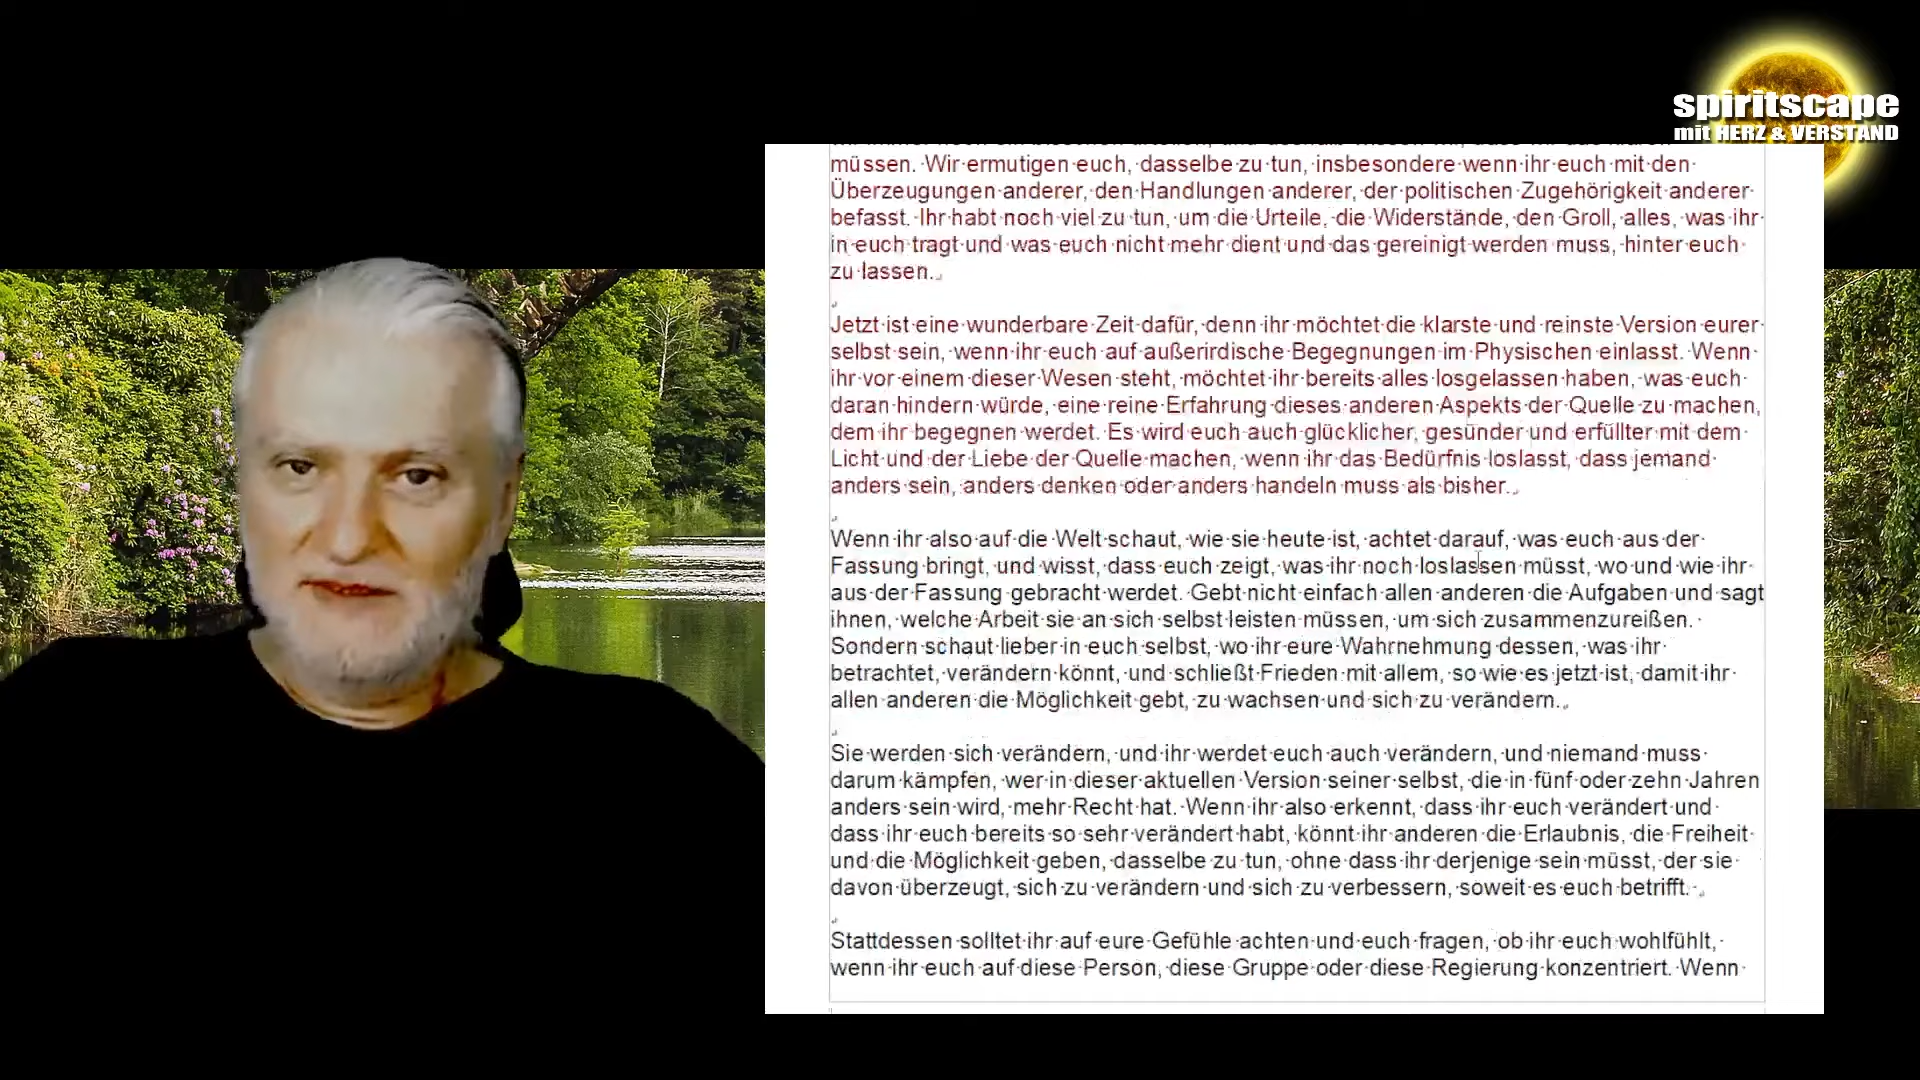 spiritscape
mit HERZ & VERSTAND
müssen. Wir ermutigen euch, dasselbe zu tun, insbesondere wenn ihr euch mit den
Überzeugungen anderer, den Handlungen anderer, der politischen Zugehörigkeit anderer
befasst. Ihr habt noch viel zu tun, um die Urteile, die Widerstände, den Groll, alles, was ihr
in euch tragt und was euch nicht mehr dient und das gereinigt werden muss, hinter euch
zu lassen.
Jetzt ist eine wunderbare Zeit dafür, denn ihr möchtet die klarste und reinste Version eurer
selbst sein, wenn ihr euch auf außerirdische Begegnungen im Physischen einlasst. Wenn
ihr vor einem dieser Wesen steht, möchtet ihr bereits alles losgelassen haben, was euch
daran hindern würde, eine reine Erfahrung dieses anderen Aspekts der Quelle zu machen,
dem ihr begegnen werdet. Es wird euch auch glücklicher, gesünder und erfüllter mit dem
Licht und der Liebe der Quelle machen, wenn ihr das Bedürfnis loslasst, dass jemand
anders sein, anders denken oder anders handeln muss als bisher.
Wenn ihr also auf die Welt schaut, wie sie heute ist, achtet darauf, was euch aus der
Fassung bringt, und wisst, dass euch zeigt, was ihr noch loslassen müsst, wo und wie ihr
aus der Fassung gebracht werdet. Gebt nicht einfach allen anderen die Aufgaben und sagt
ihnen, welche Arbeit sie an sich selbst leisten müssen, um sich zusammenzureißen.
Sondern schaut lieber in euch selbst, wo ihr eure Wahrnehmung dessen, was ihr
betrachtet, verändern könnt, und schließt Frieden mit allem, so wie es jetzt ist, damit ihr
allen anderen die Möglichkeit gebt, zu wachsen und sich zu verändern.
Sie werden sich verändern, und ihr werdet euch auch verändern, und niemand muss
darum kämpfen, wer in dieser aktuellen Version seiner selbst, die in fünf oder zehn Jahren
anders sein wird, mehr Recht hat. Wenn ihr also erkennt, dass ihr euch verändert und
dass ihr euch bereits so sehr verändert habt, könnt ihr anderen die Erlaubnis, die Freiheit
und die Möglichkeit geben, dasselbe zu tun, ohne dass ihr derjenige sein müsst, der sie
davon überzeugt, sich zu verändern und sich zu verbessern, soweit es euch betrifft.
Stattdessen solltet ihr auf eure Gefühle achten und euch fragen, ob ihr euch wohlfühlt,
wenn ihr euch auf diese Person, diese Gruppe oder diese Regierung konzentriert. Wenn